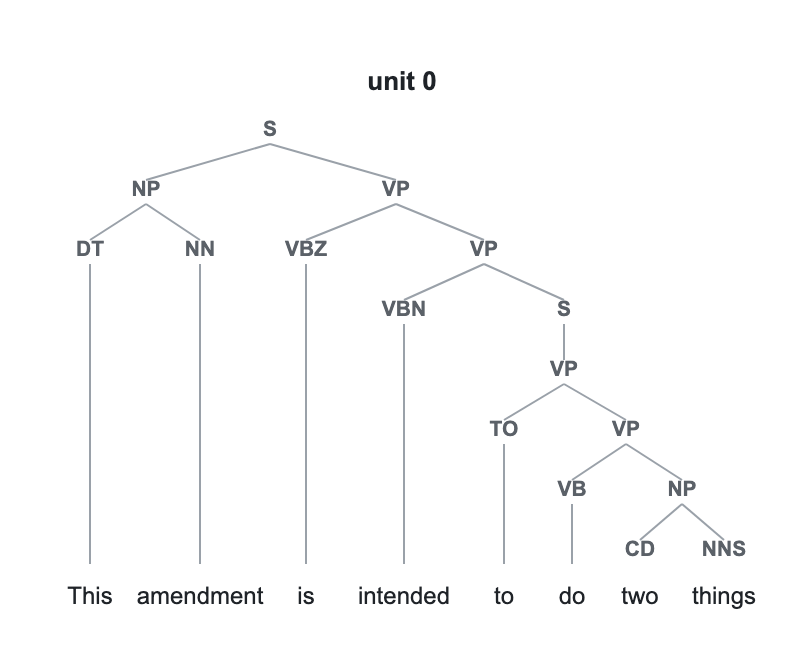 unit 0
S
NP VP
DT NN VBZ VP
VBN S
VP
TO VP
VB NP
CD NNS
This amendment is intended to do two things